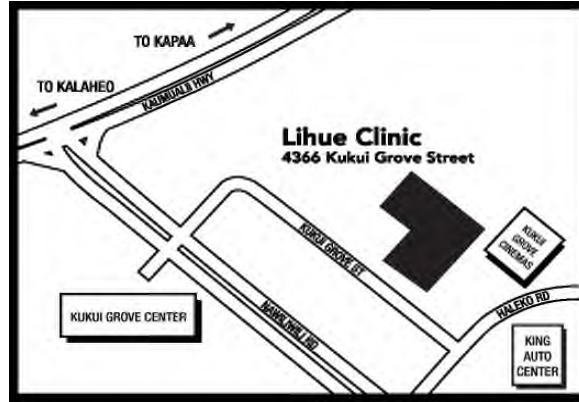 TO KAPAA
TO KALAHEO
KAUMUALII HWY
Lihue Clinic
4366 Kukui Grove Street
KUKUI GROVE ST
KUKUI
GROVE
CINEMAS
KUKUI GROVE CENTER
NAWILIWILI RD
HALEKO RD
KING
AUTO
CENTER